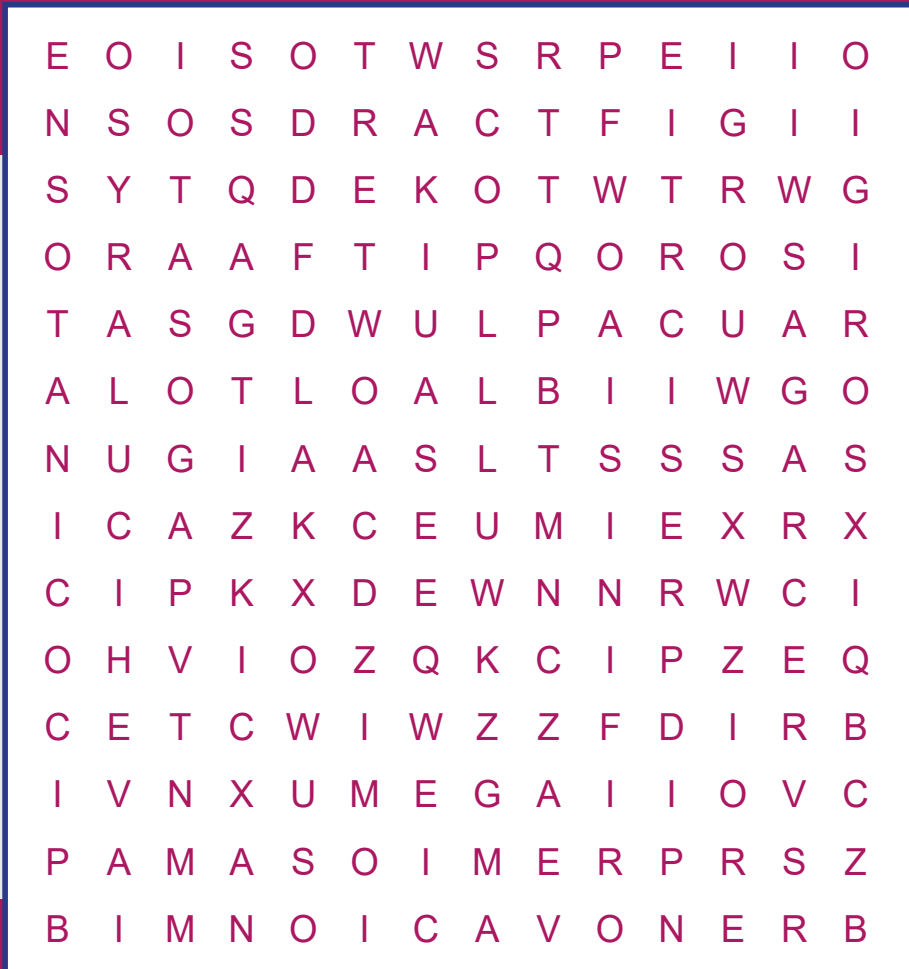 E O I S O T W S R P E I I O
N S O S D R A C T F I G I I
S Y T Q D E K O T W T R W G
O R A A F T I P Q O R O S I
T A S G D W U L P A C U A R
A L O T L O A L B I I W G O
N U G I A A S L T S S S A S
I C A Z K C E U M I E X R X
C I P K X D E W N N R W C I
O H V I O Z Q K C I P Z E Q
C E T C W I W Z Z F D I R B
I V N X U M E G A I I O V C
P A M A S O I M E R P R S Z
B I M N O I C A V O N E R B